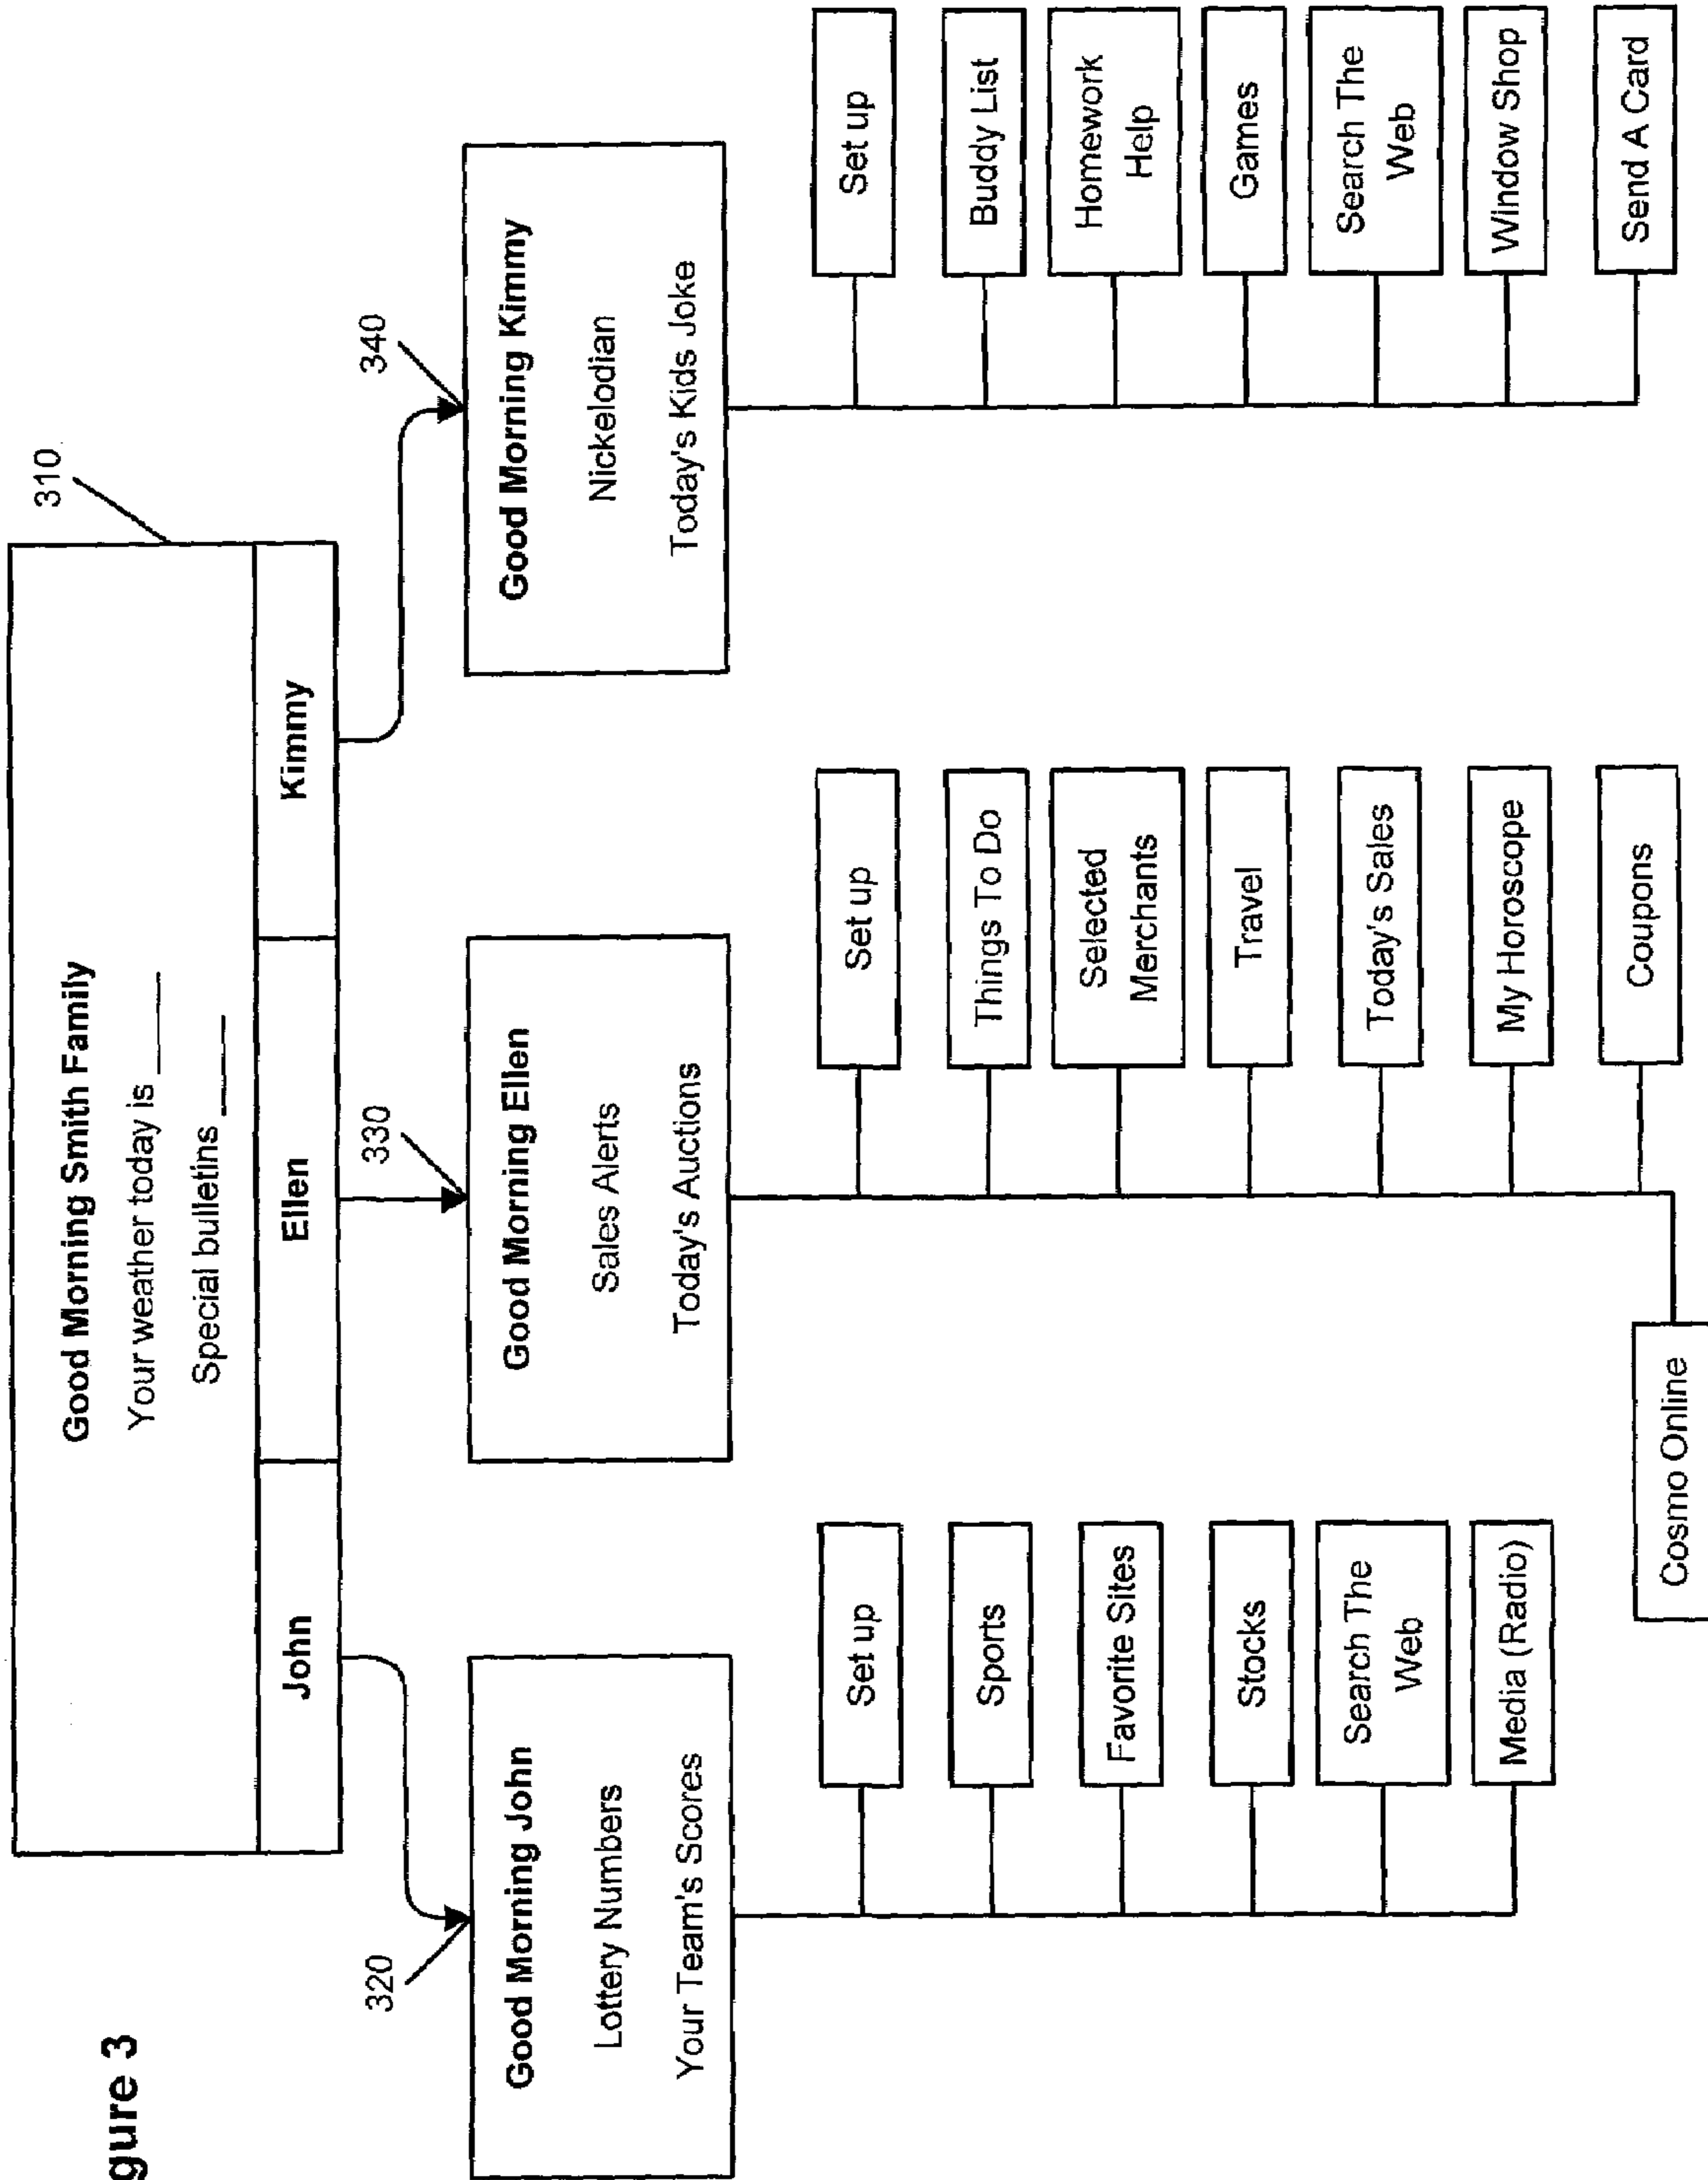 gure 3
310
Good Morning Smith Family
Your weather today is ____
Special bulletins ____
John
Ellen
Kimmy
320
Good Morning John
Lottery Numbers
Your Team's Scores
Set up
Sports
Favorite Sites
Stocks
Search The
Web
Media (Radio)
330
Good Morning Ellen
Sales Alerts
Today's Auctions
Set up
Things To Do
Selected
Merchants
Travel
Today's Sales
My Horoscope
Coupons
Cosmo Online
340
Good Morning Kimmy
Nickelodian
Today's Kids Joke
Set up
Buddy List
Homework
Help
Games
Search The
Web
Window Shop
Send A Card